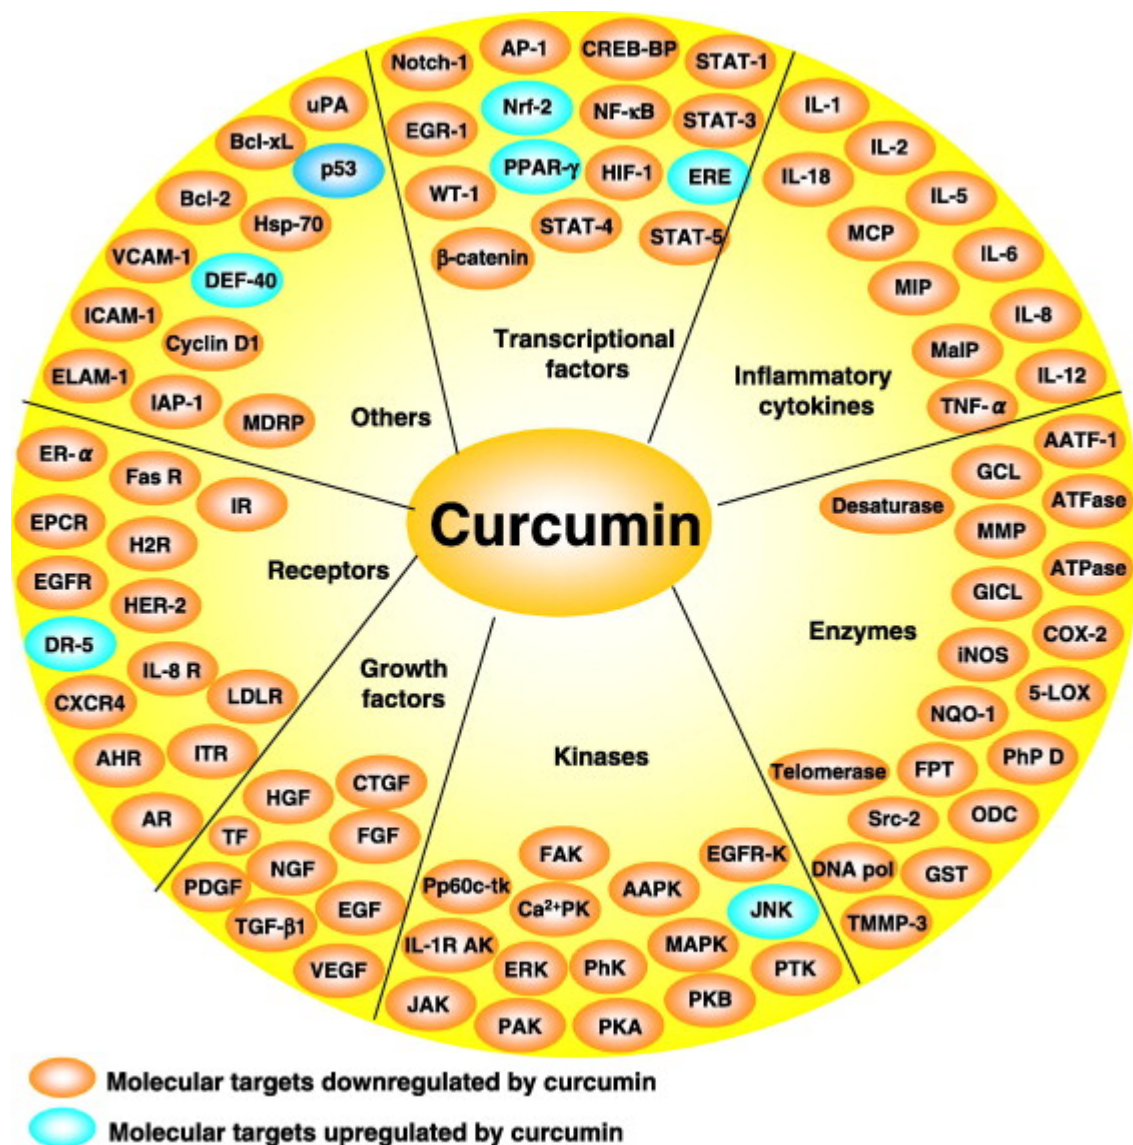 Notch-1
AP-1
CREB-BP
STAT-1
EGR-1
Nrf-2
NF-κB
STAT-3
WT-1
PPAR-γ
HIF-1
ERE
β-catenin
STAT-4
STAT-5
Transcriptional
factors
IL-1
IL-2
IL-18
IL-5
MCP
IL-6
MIP
IL-8
MaIP
IL-12
TNF-α
Inflammatory
cytokines
AATF-1
GCL
Desaturase
ATFase
MMP
ATPase
GICL
COX-2
iNOS
5-LOX
NQO-1
PhP D
FPT
Telomerase
ODC
Src-2
GST
DNA pol
TMMP-3
Enzymes
Kinases
FAK
EGFR-K
Pp60c-tk
AAPK
Ca²⁺PK
JNK
IL-1R AK
MAPK
ERK
PhK
PTK
JAK
PKB
PAK
PKA
Growth
factors
CTGF
HGF
FGF
TF
NGF
PDGF
EGF
TGF-β1
VEGF
Receptors
ER-α
Fas R
IR
EPCR
H2R
EGFR
HER-2
DR-5
IL-8 R
CXCR4
LDLR
AHR
ITR
AR
Others
uPA
Bcl-xL
p53
Bcl-2
Hsp-70
VCAM-1
DEF-40
ICAM-1
Cyclin D1
ELAM-1
IAP-1
MDRP
Curcumin
Molecular targets downregulated by curcumin
Molecular targets upregulated by curcumin